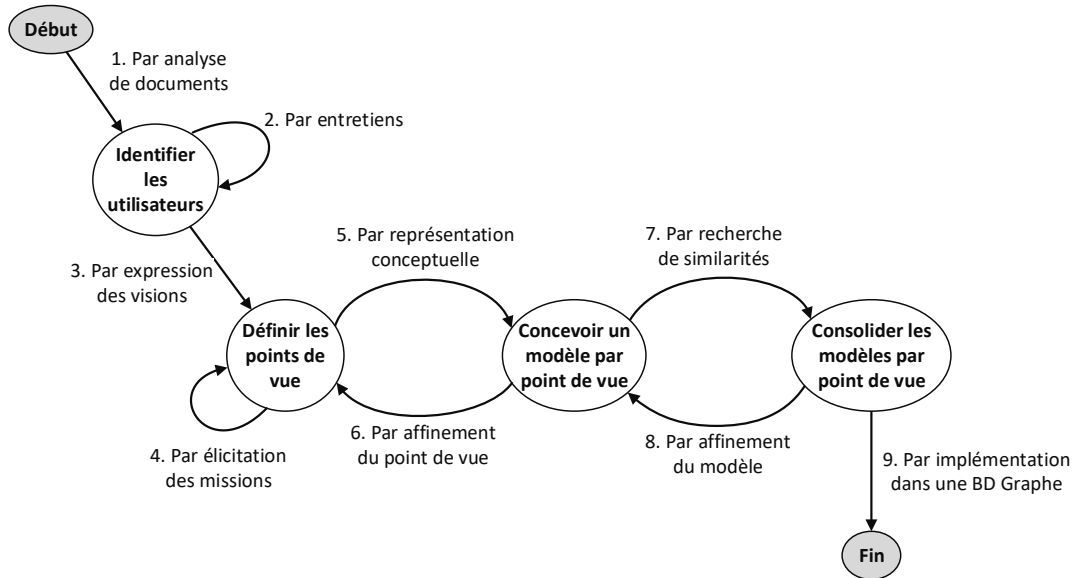 Début
1. Par analyse
de documents
2. Par entretiens
Identifier
les
utilisateurs
3. Par expression
des visions
5. Par représentation
conceptuelle
7. Par recherche
de similarités
Définir les
points de
vue
Concevoir un
modèle par
point de vue
Consolider les
modèles par
point de vue
4. Par élicitation
des missions
6. Par affinement
du point de vue
8. Par affinement
du modèle
9. Par implémentation
dans une BD Graphe
Fin